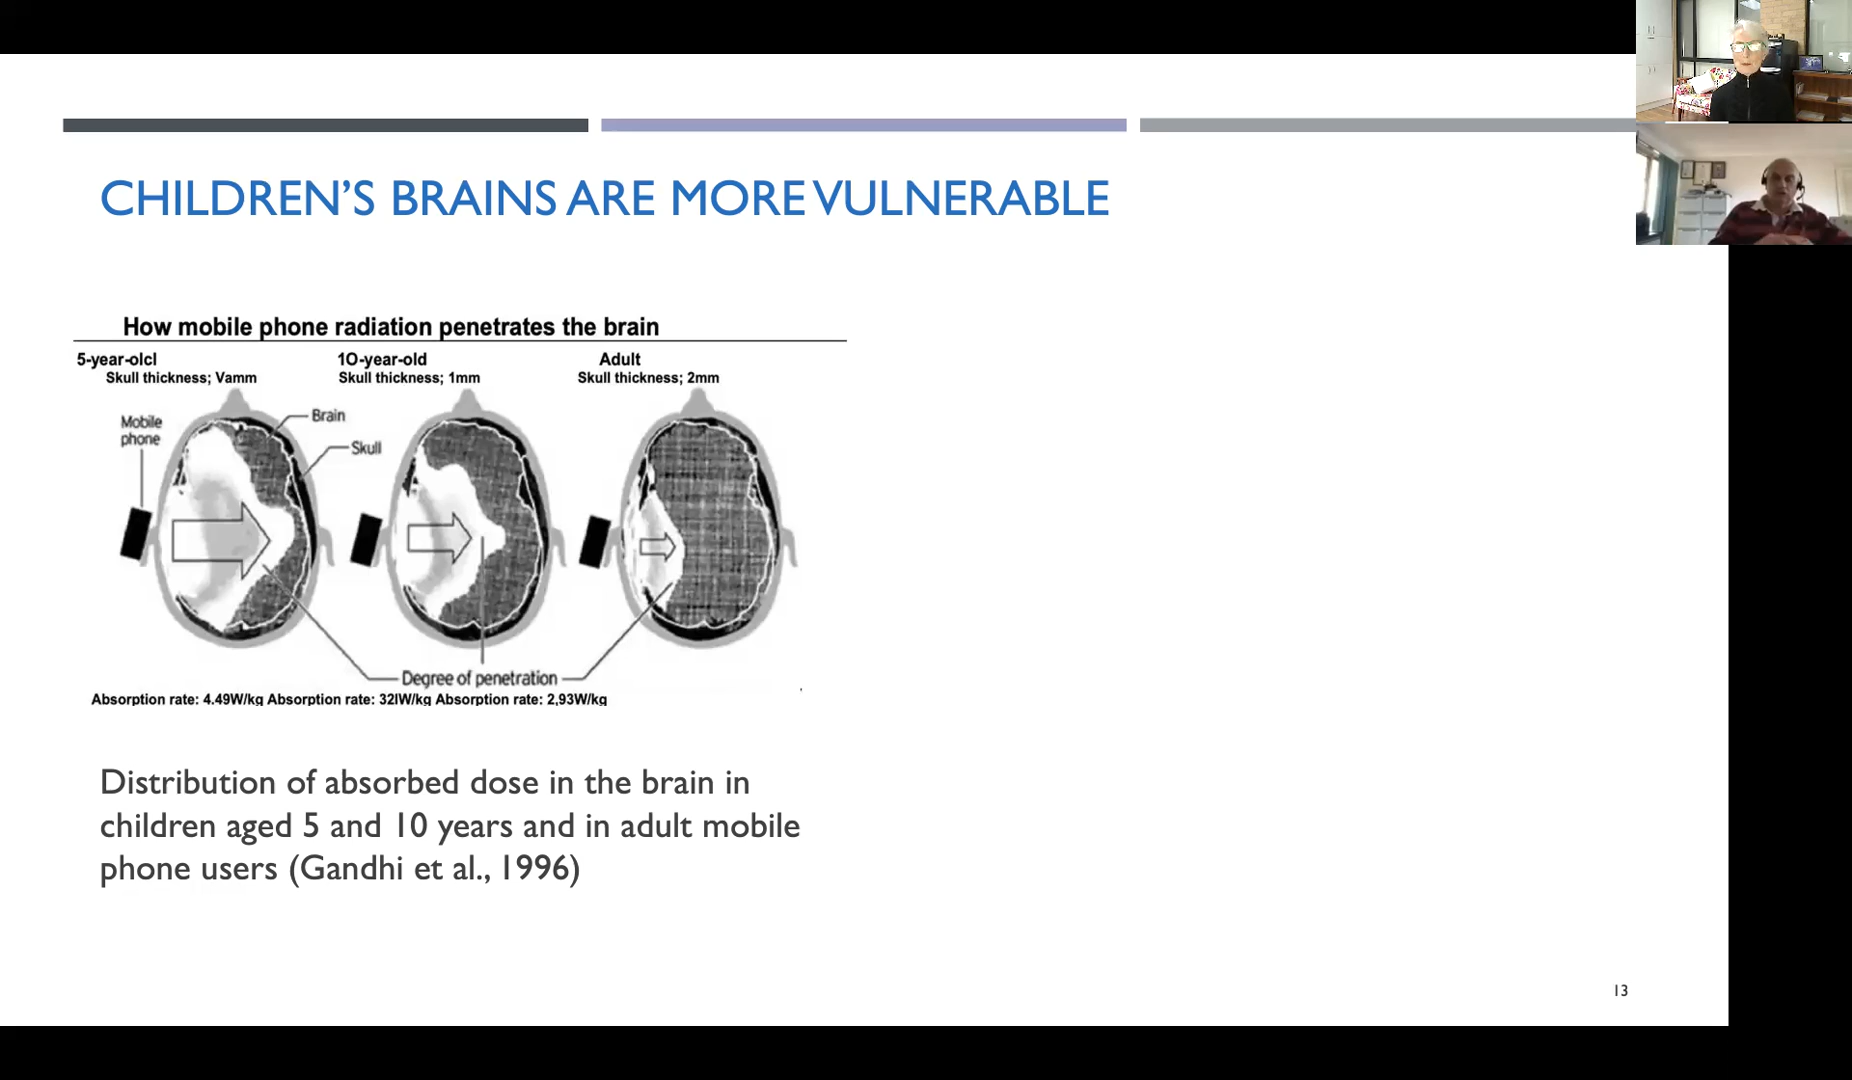 CHILDREN'S BRAINS ARE MORE VULNERABLE
How mobile phone radiation penetrates the brain
5-year-olcl 1O-year-old Adult
Skull thickness; Vamm Skull thickness; 1mm Skull thickness; 2mm
Mobile
phone
Brain
Skull
Degree of penetration
Absorption rate: 4.49W/kg Absorption rate: 32IW/kg Absorption rate: 2,93W/kg
Distribution of absorbed dose in the brain in
children aged 5 and 10 years and in adult mobile
phone users (Gandhi et al., 1996)
13